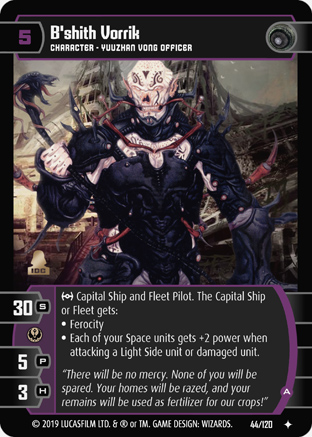 5
B'shith Vorrik
CHARACTER - YUUZHAN VONG OFFICER
30 S
Capital Ship and Fleet Pilot. The Capital Ship
or Fleet gets:
• Ferocity
5 P
• Each of your Space units gets +2 power when
attacking a Light Side unit or damaged unit.
3 H
"There will be no mercy. None of you will be
spared. Your homes will be razed, and your
remains will be used as fertilizer for our crops!"
A
© 2019 LUCASFILM LTD. & ® OR TM. GAME DESIGN: WIZARDS. 44/120